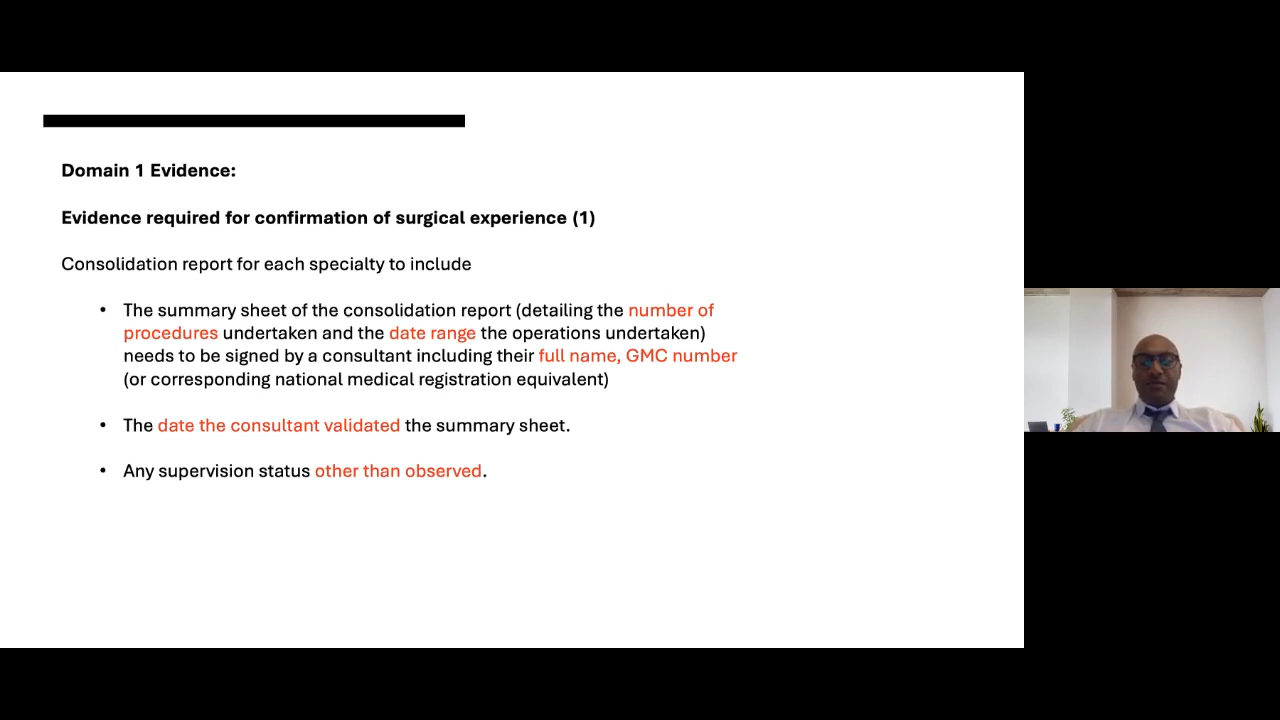 Domain 1 Evidence:
Evidence required for confirmation of surgical experience (1)
Consolidation report for each specialty to include
• The summary sheet of the consolidation report (detailing the number of
procedures undertaken and the date range the operations undertaken)
needs to be signed by a consultant including their full name, GMC number
(or corresponding national medical registration equivalent)
• The date the consultant validated the summary sheet.
• Any supervision status other than observed.